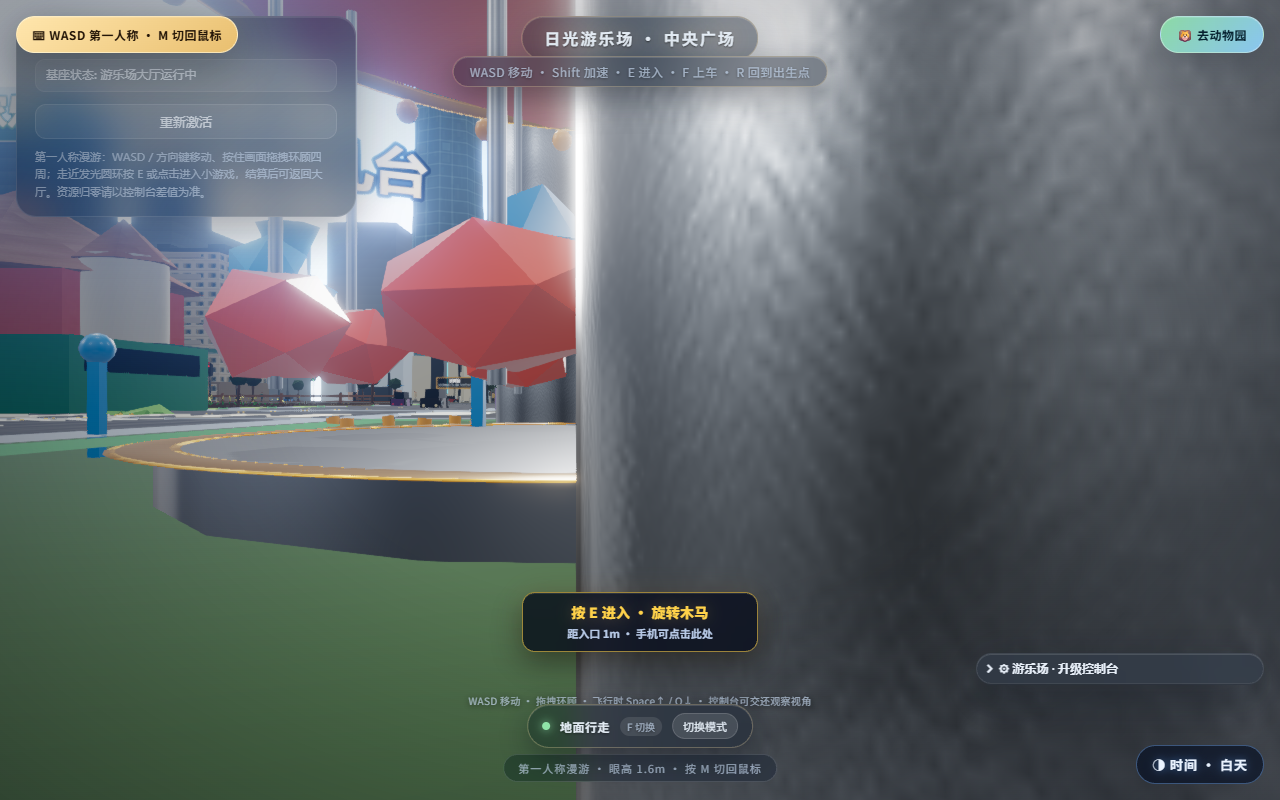 ⌨ WASD 第一人称 · M 切回鼠标
日光游乐场 · 中央广场
🦁 去动物园
基座状态: 游乐场大厅运行中
WASD 移动 · Shift 加速 · E 进入 · F 上车 · R 回到出生点
重新激活
第一人称漫游：WASD / 方向键移动、按住画面拖拽环顾四
周；走近发光圆环按 E 或点击进入小游戏，结算后可返回大
厅。资源归零请以控制台差值为准。
台
按 E 进入 · 旋转木马
距入口 1m · 手机可点击此处
⚙ 游乐场 · 升级控制台
WASD 移动 · 拖拽环顾 · 飞行时 Space↑ / Q↓ · 控制台可交还观察视角
地面行走 F 切换 切换模式
第一人称漫游 · 眼高 1.6m · 按 M 切回鼠标
时间 · 白天